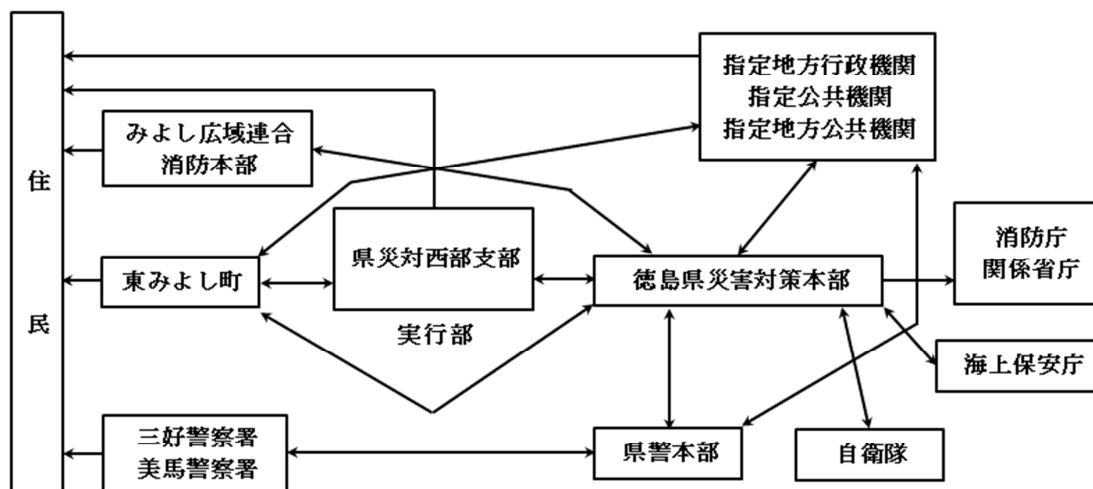 住民
指定地方行政機関
指定公共機関
指定地方公共機関
みよし広域連合
消防本部
県災対西部支部
実行部
東みよし町
徳島県災害対策本部
消防庁
関係省庁
海上保安庁
三好警察署
美馬警察署
県警本部
自衛隊